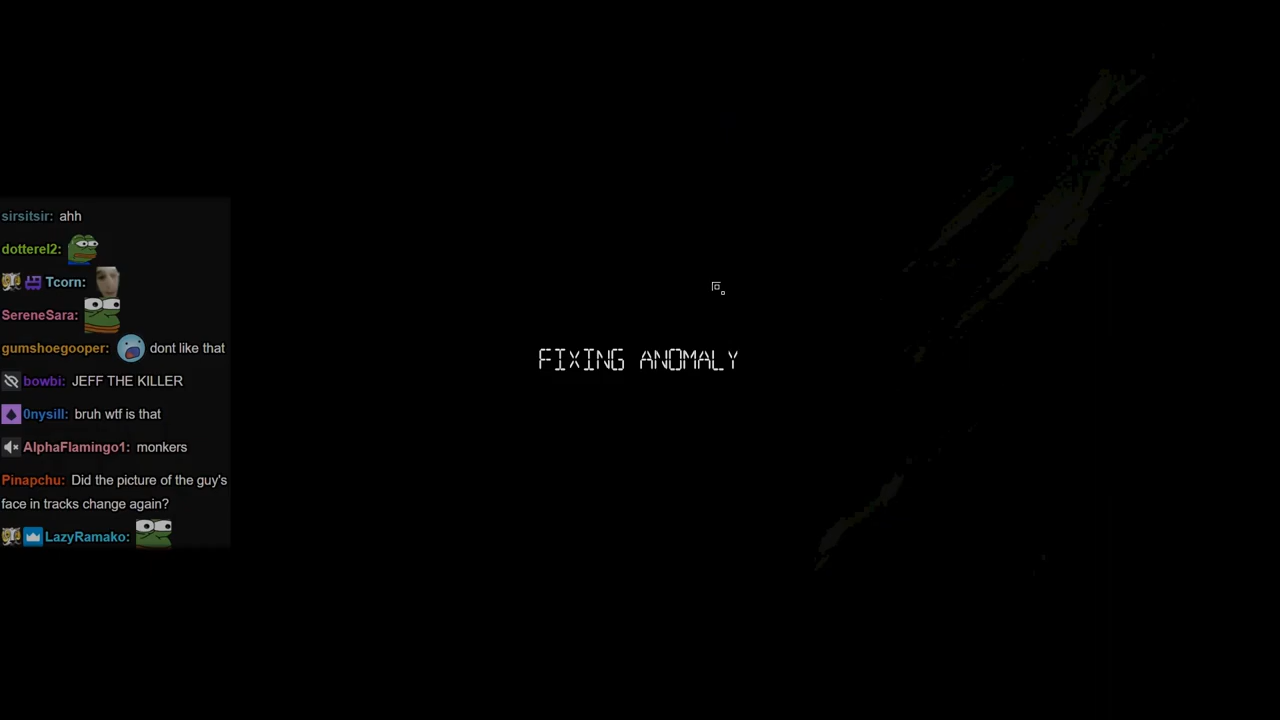 sirsitsir: ahh
dotterel2:
Tcorn:
SereneSara:
gumshoegooper: dont like that
bowbi: JEFF THE KILLER
0nysill: bruh wtf is that
AlphaFlamingo1: monkers
Pinapchu: Did the picture of the guy's
face in tracks change again?
LazyRamako:
FIXING ANOMALY